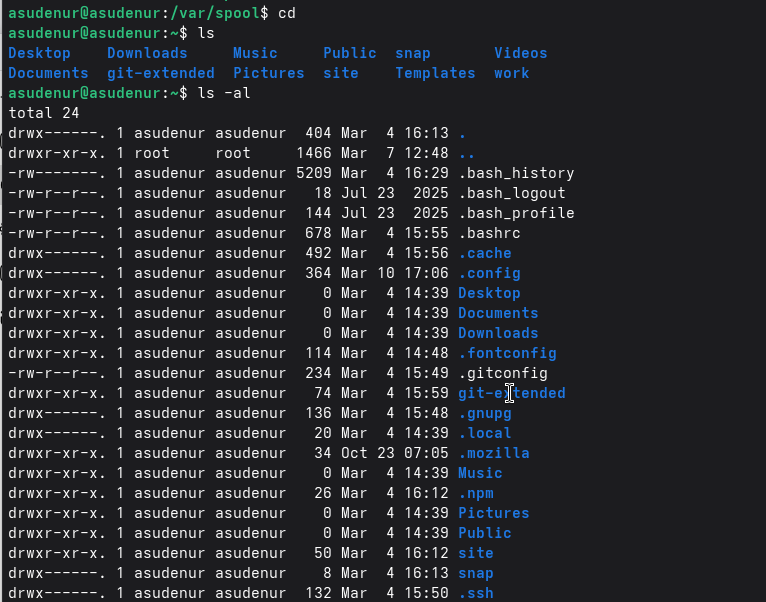 asudenur@asudenur:/var/spool$ cd
asudenur@asudenur:~$ ls
Desktop    Downloads     Music     Public  snap       Videos
Documents  git-extended  Pictures  site    Templates  work
asudenur@asudenur:~$ ls -al
total 24
drwx------. 1 asudenur asudenur  404 Mar  4 16:13 .
drwxr-xr-x. 1 root     root     1466 Mar  7 12:48 ..
-rw-------. 1 asudenur asudenur 5209 Mar  4 16:29 .bash_history
-rw-r--r--. 1 asudenur asudenur   18 Jul 23  2025 .bash_logout
-rw-r--r--. 1 asudenur asudenur  144 Jul 23  2025 .bash_profile
-rw-r--r--. 1 asudenur asudenur  678 Mar  4 15:55 .bashrc
drwx------. 1 asudenur asudenur  492 Mar  4 15:56 .cache
drwx------. 1 asudenur asudenur  364 Mar 10 17:06 .config
drwxr-xr-x. 1 asudenur asudenur    0 Mar  4 14:39 Desktop
drwxr-xr-x. 1 asudenur asudenur    0 Mar  4 14:39 Documents
drwxr-xr-x. 1 asudenur asudenur    0 Mar  4 14:39 Downloads
drwxr-xr-x. 1 asudenur asudenur  114 Mar  4 14:48 .fontconfig
-rw-r--r--. 1 asudenur asudenur  234 Mar  4 15:49 .gitconfig
drwxr-xr-x. 1 asudenur asudenur   74 Mar  4 15:59 git-extended
drwx------. 1 asudenur asudenur  136 Mar  4 15:48 .gnupg
drwx------. 1 asudenur asudenur   20 Mar  4 14:39 .local
drwxr-xr-x. 1 asudenur asudenur   34 Oct 23 07:05 .mozilla
drwxr-xr-x. 1 asudenur asudenur    0 Mar  4 14:39 Music
drwxr-xr-x. 1 asudenur asudenur   26 Mar  4 16:12 .npm
drwxr-xr-x. 1 asudenur asudenur    0 Mar  4 14:39 Pictures
drwxr-xr-x. 1 asudenur asudenur    0 Mar  4 14:39 Public
drwxr-xr-x. 1 asudenur asudenur   50 Mar  4 16:12 site
drwx------. 1 asudenur asudenur    8 Mar  4 16:13 snap
drwx------. 1 asudenur asudenur  132 Mar  4 15:50 .ssh